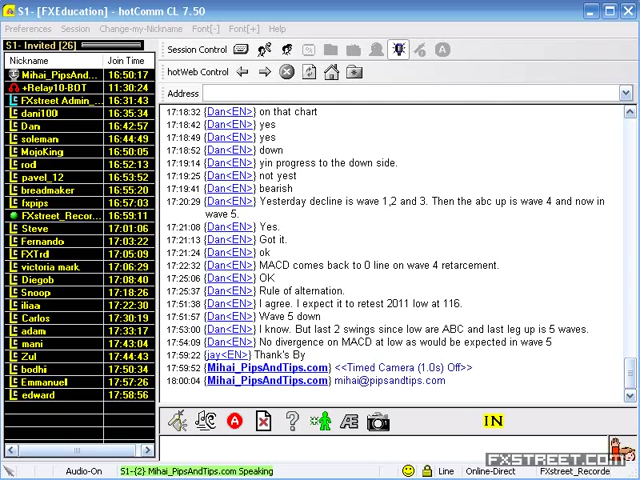 S1- [FXEducation] - hotComm CL 7.50
Preferences Session Change-my-Nickname Font[-] Font[+] Help
S1- Invited [26]
Nickname Join Time
Mihai_PipsAnd... 16:50:17
+Relay10-BOT 11:30:24
FXstreet Admin_... 16:31:43
dani100 16:35:34
Dan 16:42:57
soleman 16:44:49
MojoKing 16:50:05
rod 16:52:13
pavel_12 16:53:52
breadmaker 16:55:20
fxpips 16:57:03
FXstreet_Recor... 16:59:11
Steve 17:01:06
Fernando 17:03:22
FXTrd 17:05:09
victoria mark 17:06:29
Diegob 17:08:40
Snoop 17:18:26
iliaa 17:22:30
Carlos 17:30:19
adam 17:33:17
mani 17:43:04
Zul 17:44:43
bodhi 17:54:32
Emmanuel 17:57:26
edward 17:58:56
Session Control
hotWeb Control
Address
17:18:32 {Dan<EN>} on that chart
17:18:42 {Dan<EN>} yes
17:18:49 {Dan<EN>} yes
17:18:52 {Dan<EN>} down
17:19:14 {Dan<EN>} yin progress to the down side.
17:19:25 {Dan<EN>} not yest
17:19:41 {Dan<EN>} bearish
17:20:29 {Dan<EN>} Yesterday decline is wave 1,2 and 3. Then the abc up is wave 4 and now in
wave 5.
17:21:08 {Dan<EN>} Yes.
17:21:13 {Dan<EN>} Got it.
17:21:24 {Dan<EN>} ok
17:22:32 {Dan<EN>} MACD comes back to 0 line on wave 4 retarcement.
17:25:06 {Dan<EN>} OK
17:25:37 {Dan<EN>} Rule of alternation.
17:51:38 {Dan<EN>} I agree. I expect it to retest 2011 low at 116.
17:51:51 {Dan<EN>} Wave 5 down
17:53:00 {Dan<EN>} I know. But last 2 swings since low are ABC and last leg up is 5 waves.
17:54:09 {Dan<EN>} No divergence on MACD at low as would be expected in wave 5
17:59:22 {jay<EN>} Thank's By
17:59:52 {Mihai_PipsAndTips.com} <<Timed Camera (1.0s) Off>>
18:00:04 {Mihai_PipsAndTips.com} mihai@pipsandtips.com
IN
Audio-On S1-{2} Mihai_PipsAndTips.com Speaking Line Online-Direct FXstreet_Recorde
FXSTREET.COM